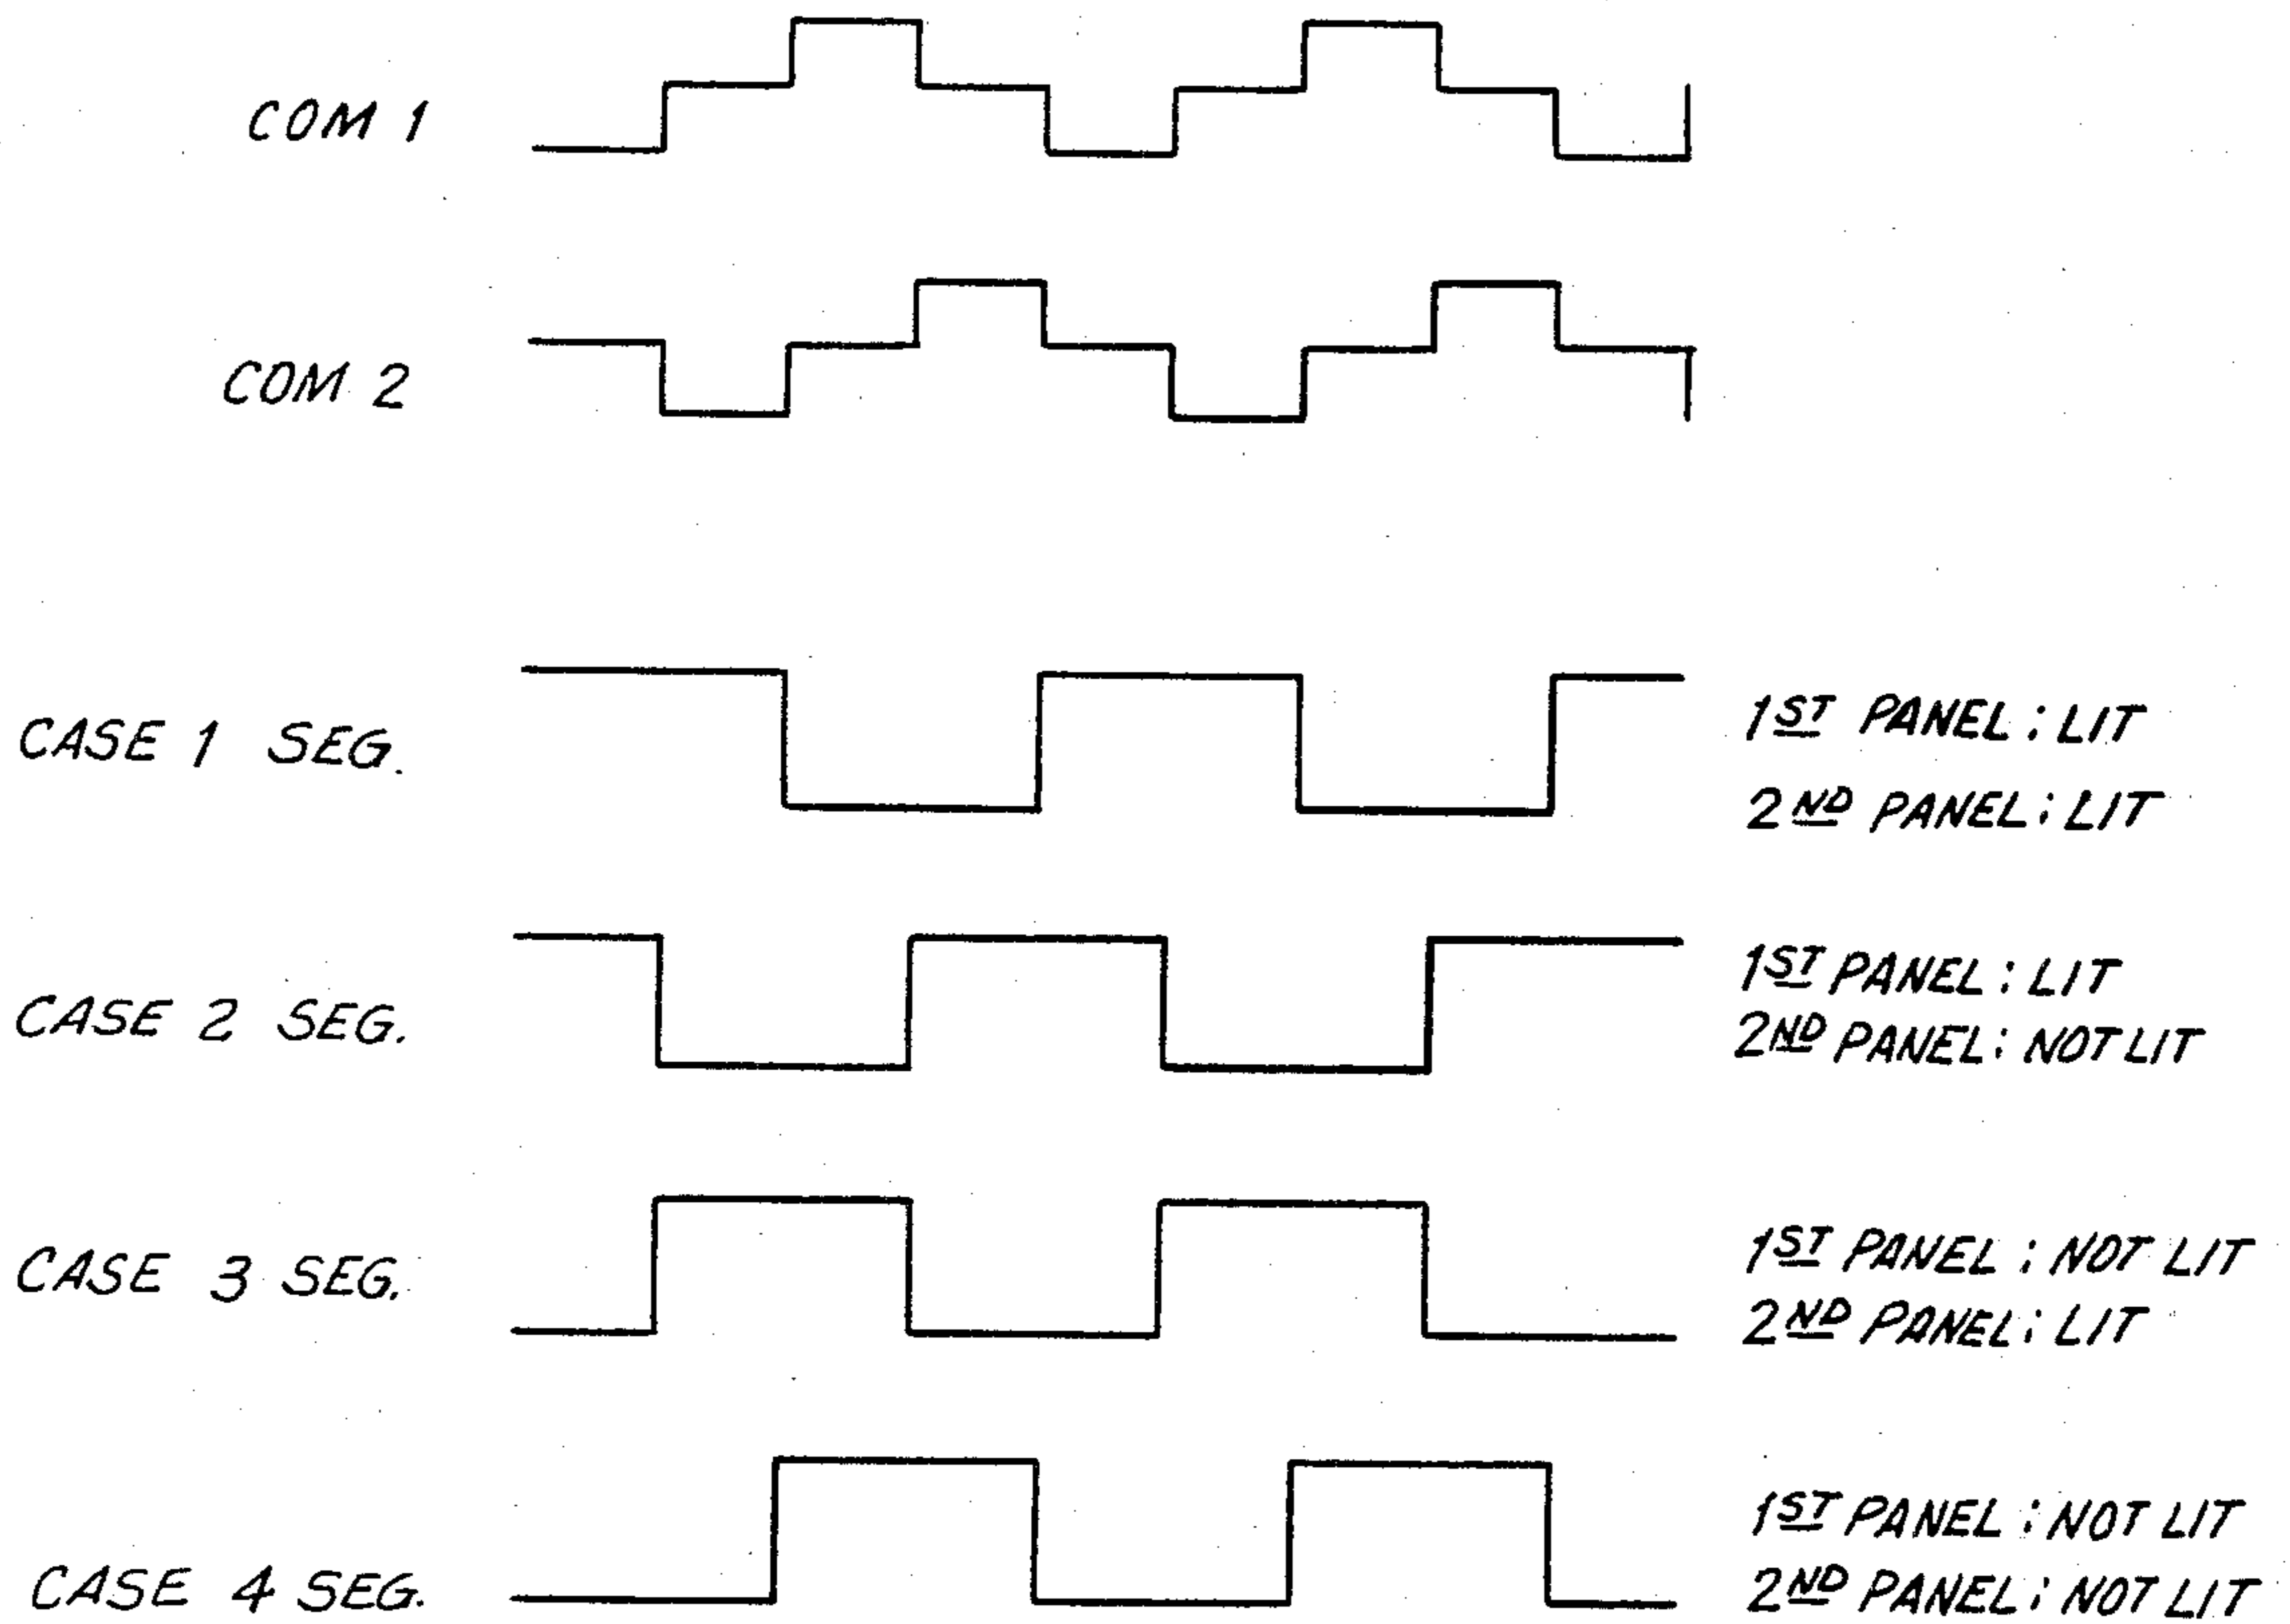 COM 1
COM 2
CASE 1 SEG.
1ST PANEL: LIT
2ND PANEL: LIT
CASE 2 SEG.
1ST PANEL: LIT
2ND PANEL: NOT LIT
CASE 3 SEG.
1ST PANEL: NOT LIT
2ND PANEL: LIT
CASE 4 SEG.
1ST PANEL: NOT LIT
2ND PANEL: NOT LIT